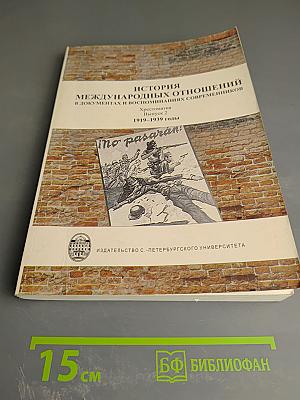 ИСТОРИЯ
МЕЖДУНАРОДНЫХ ОТНОШЕНИЙ
В ДОКУМЕНТАХ И ВОСПОМИНАНИЯХ СОВРЕМЕННИКОВ
Хрестоматия
Выпуск 2
1919–1939 годы
¡No pasarán!
ИЗДАТЕЛЬСТВО С.-ПЕТЕРБУРГСКОГО УНИВЕРСИТЕТА
15 см
БФ БИБЛИОФАН